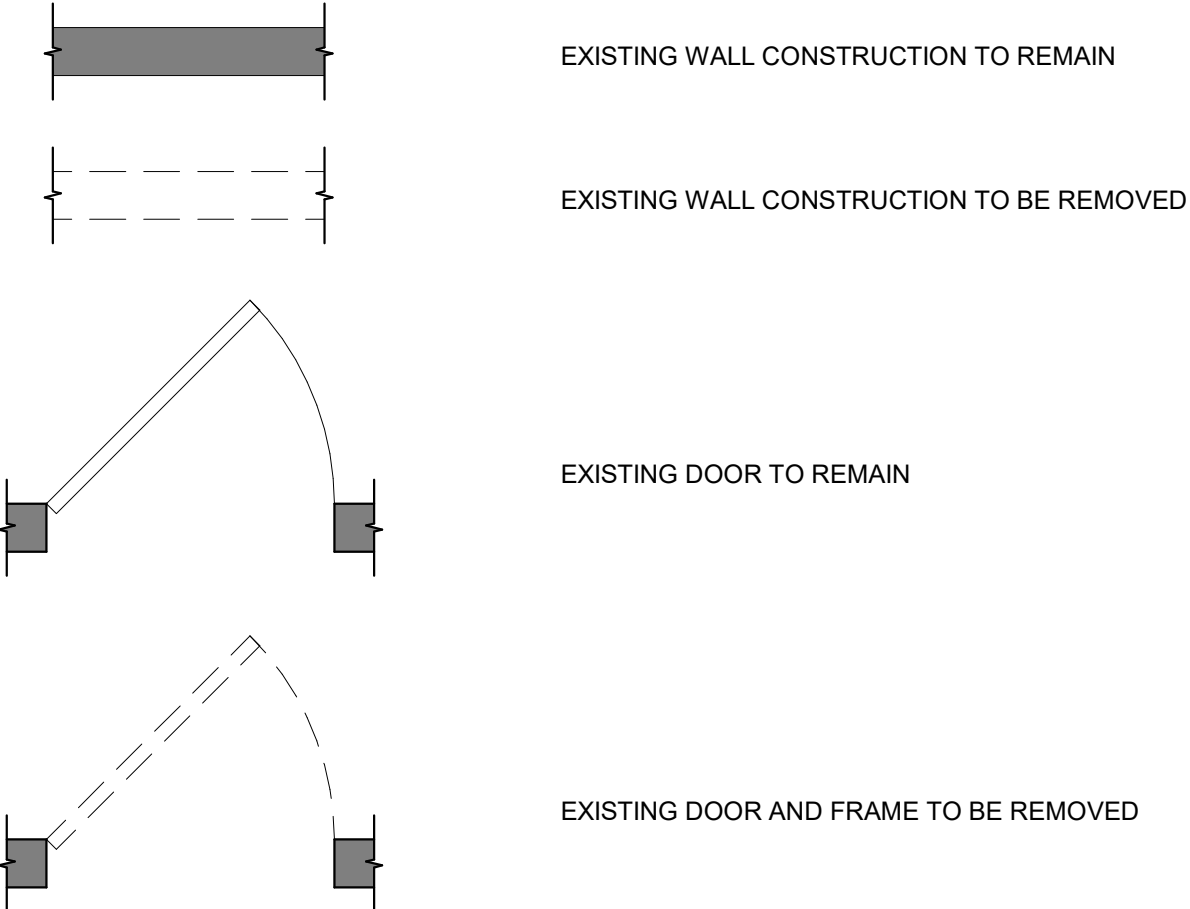 EXISTING WALL CONSTRUCTION TO REMAIN
EXISTING WALL CONSTRUCTION TO BE REMOVED
EXISTING DOOR TO REMAIN
EXISTING DOOR AND FRAME TO BE REMOVED